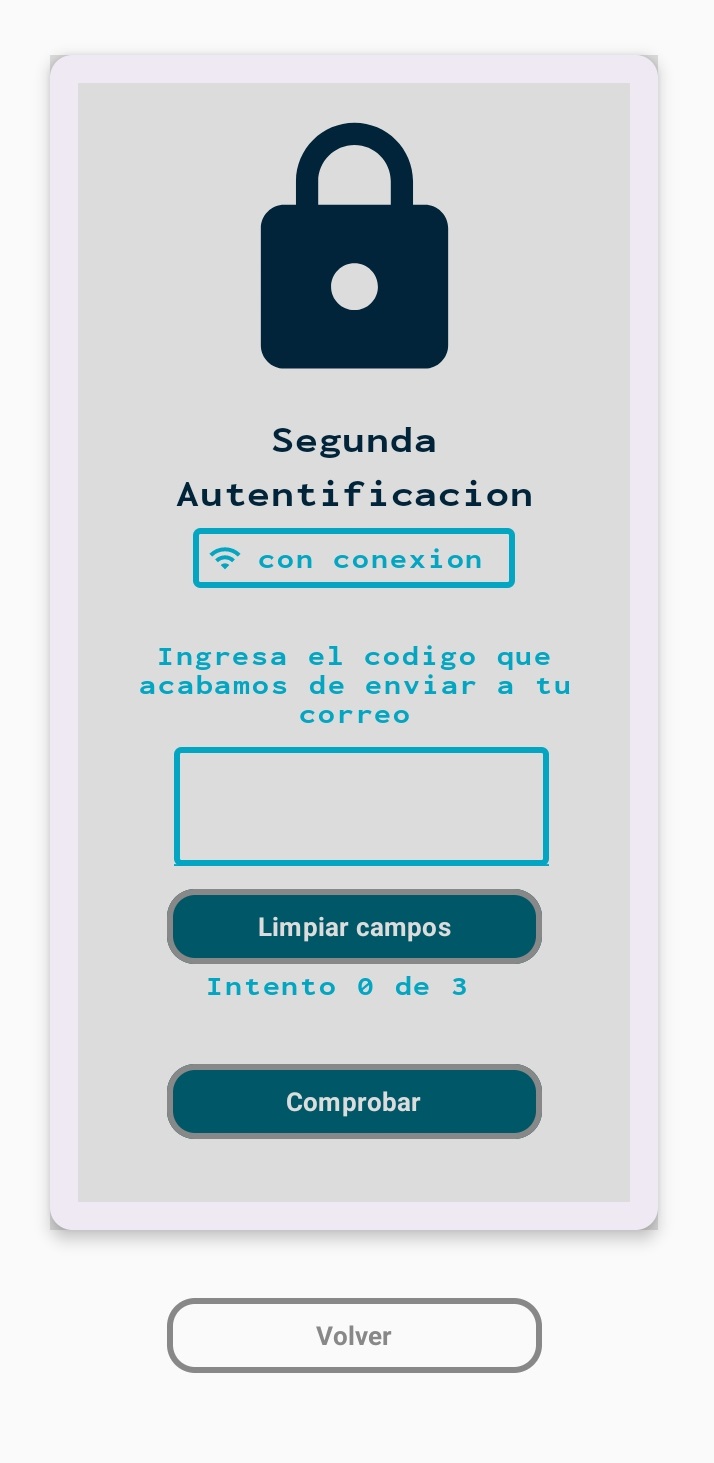 Segunda
Autentificacion
con conexion
Ingresa el codigo que
acabamos de enviar a tu
correo
Limpiar campos
Intento 0 de 3
Comprobar
Volver